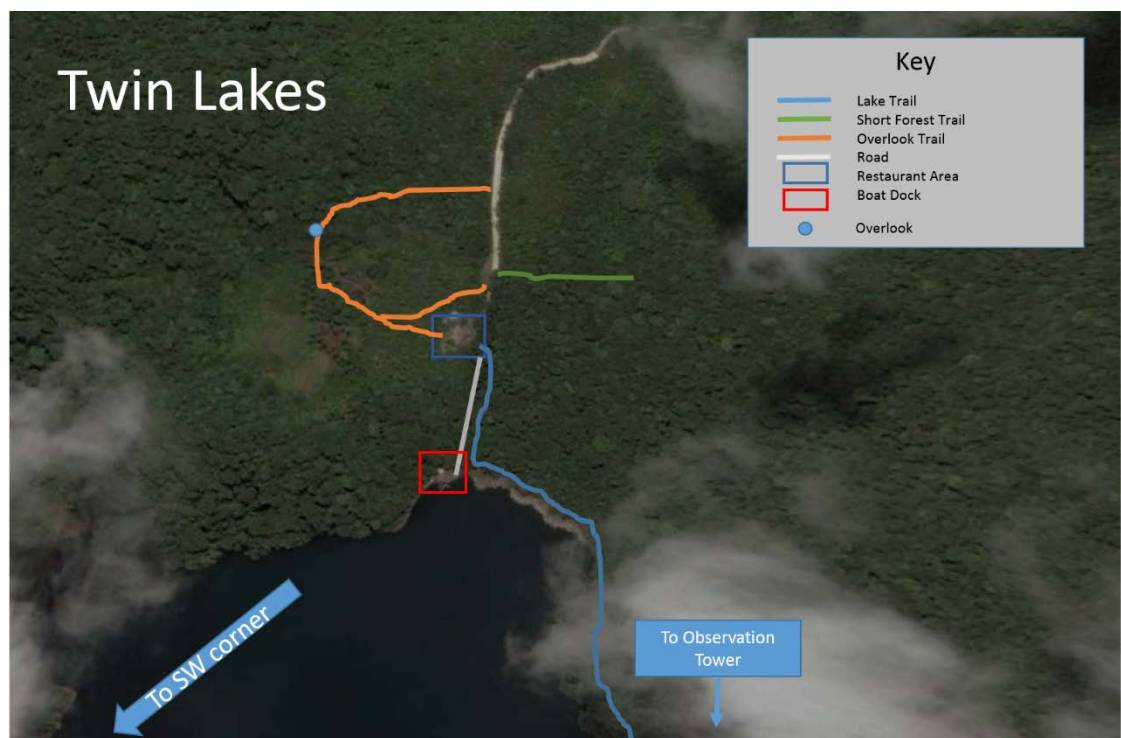 Twin Lakes
Key
Lake Trail
Short Forest Trail
Overlook Trail
Road
Restaurant Area
Boat Dock
Overlook
To SW corner
To Observation
Tower